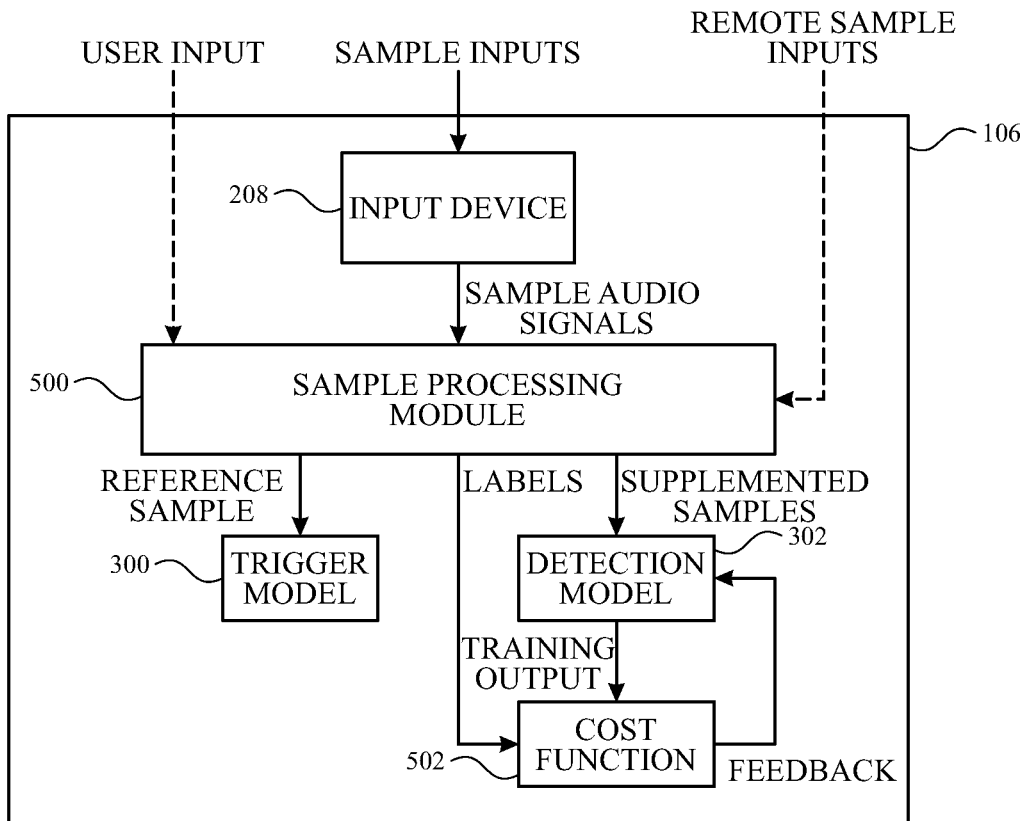 USER INPUT
SAMPLE INPUTS
REMOTE SAMPLE
INPUTS
106
208
INPUT DEVICE
SAMPLE AUDIO
SIGNALS
500
SAMPLE PROCESSING
MODULE
REFERENCE
SAMPLE
LABELS
SUPPLEMENTED
SAMPLES
300
TRIGGER
MODEL
302
DETECTION
MODEL
TRAINING
OUTPUT
502
COST
FUNCTION
FEEDBACK